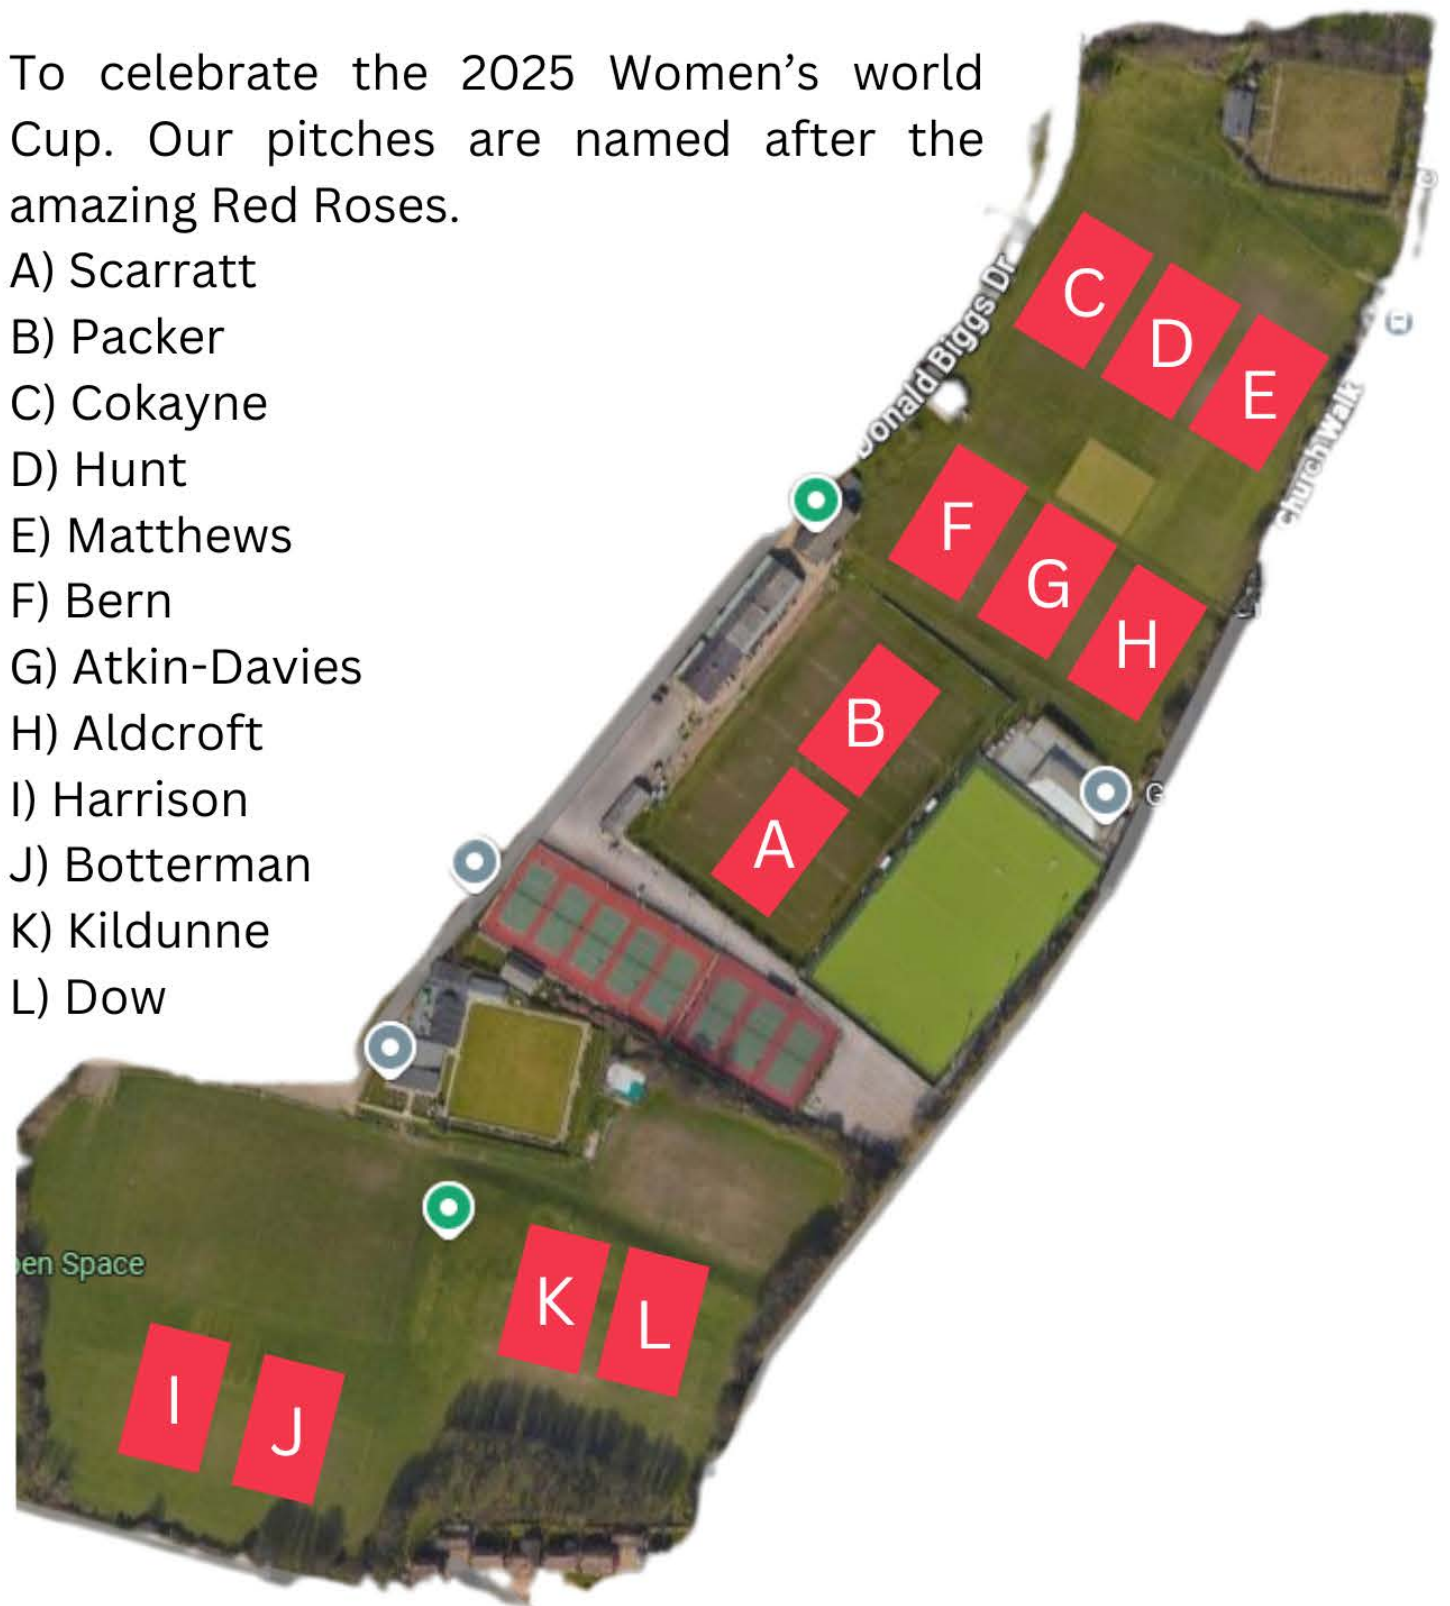 To celebrate the 2025 Women’s world
Cup. Our pitches are named after the
amazing Red Roses.
A) Scarratt
B) Packer
C) Cokayne
D) Hunt
E) Matthews
F) Bern
G) Atkin-Davies
H) Aldcroft
I) Harrison
J) Botterman
K) Kildunne
L) Dow
Donald Biggs Dr
Church Walk
C
D
E
F
G
H
B
A
G
en Space
K
L
I
J